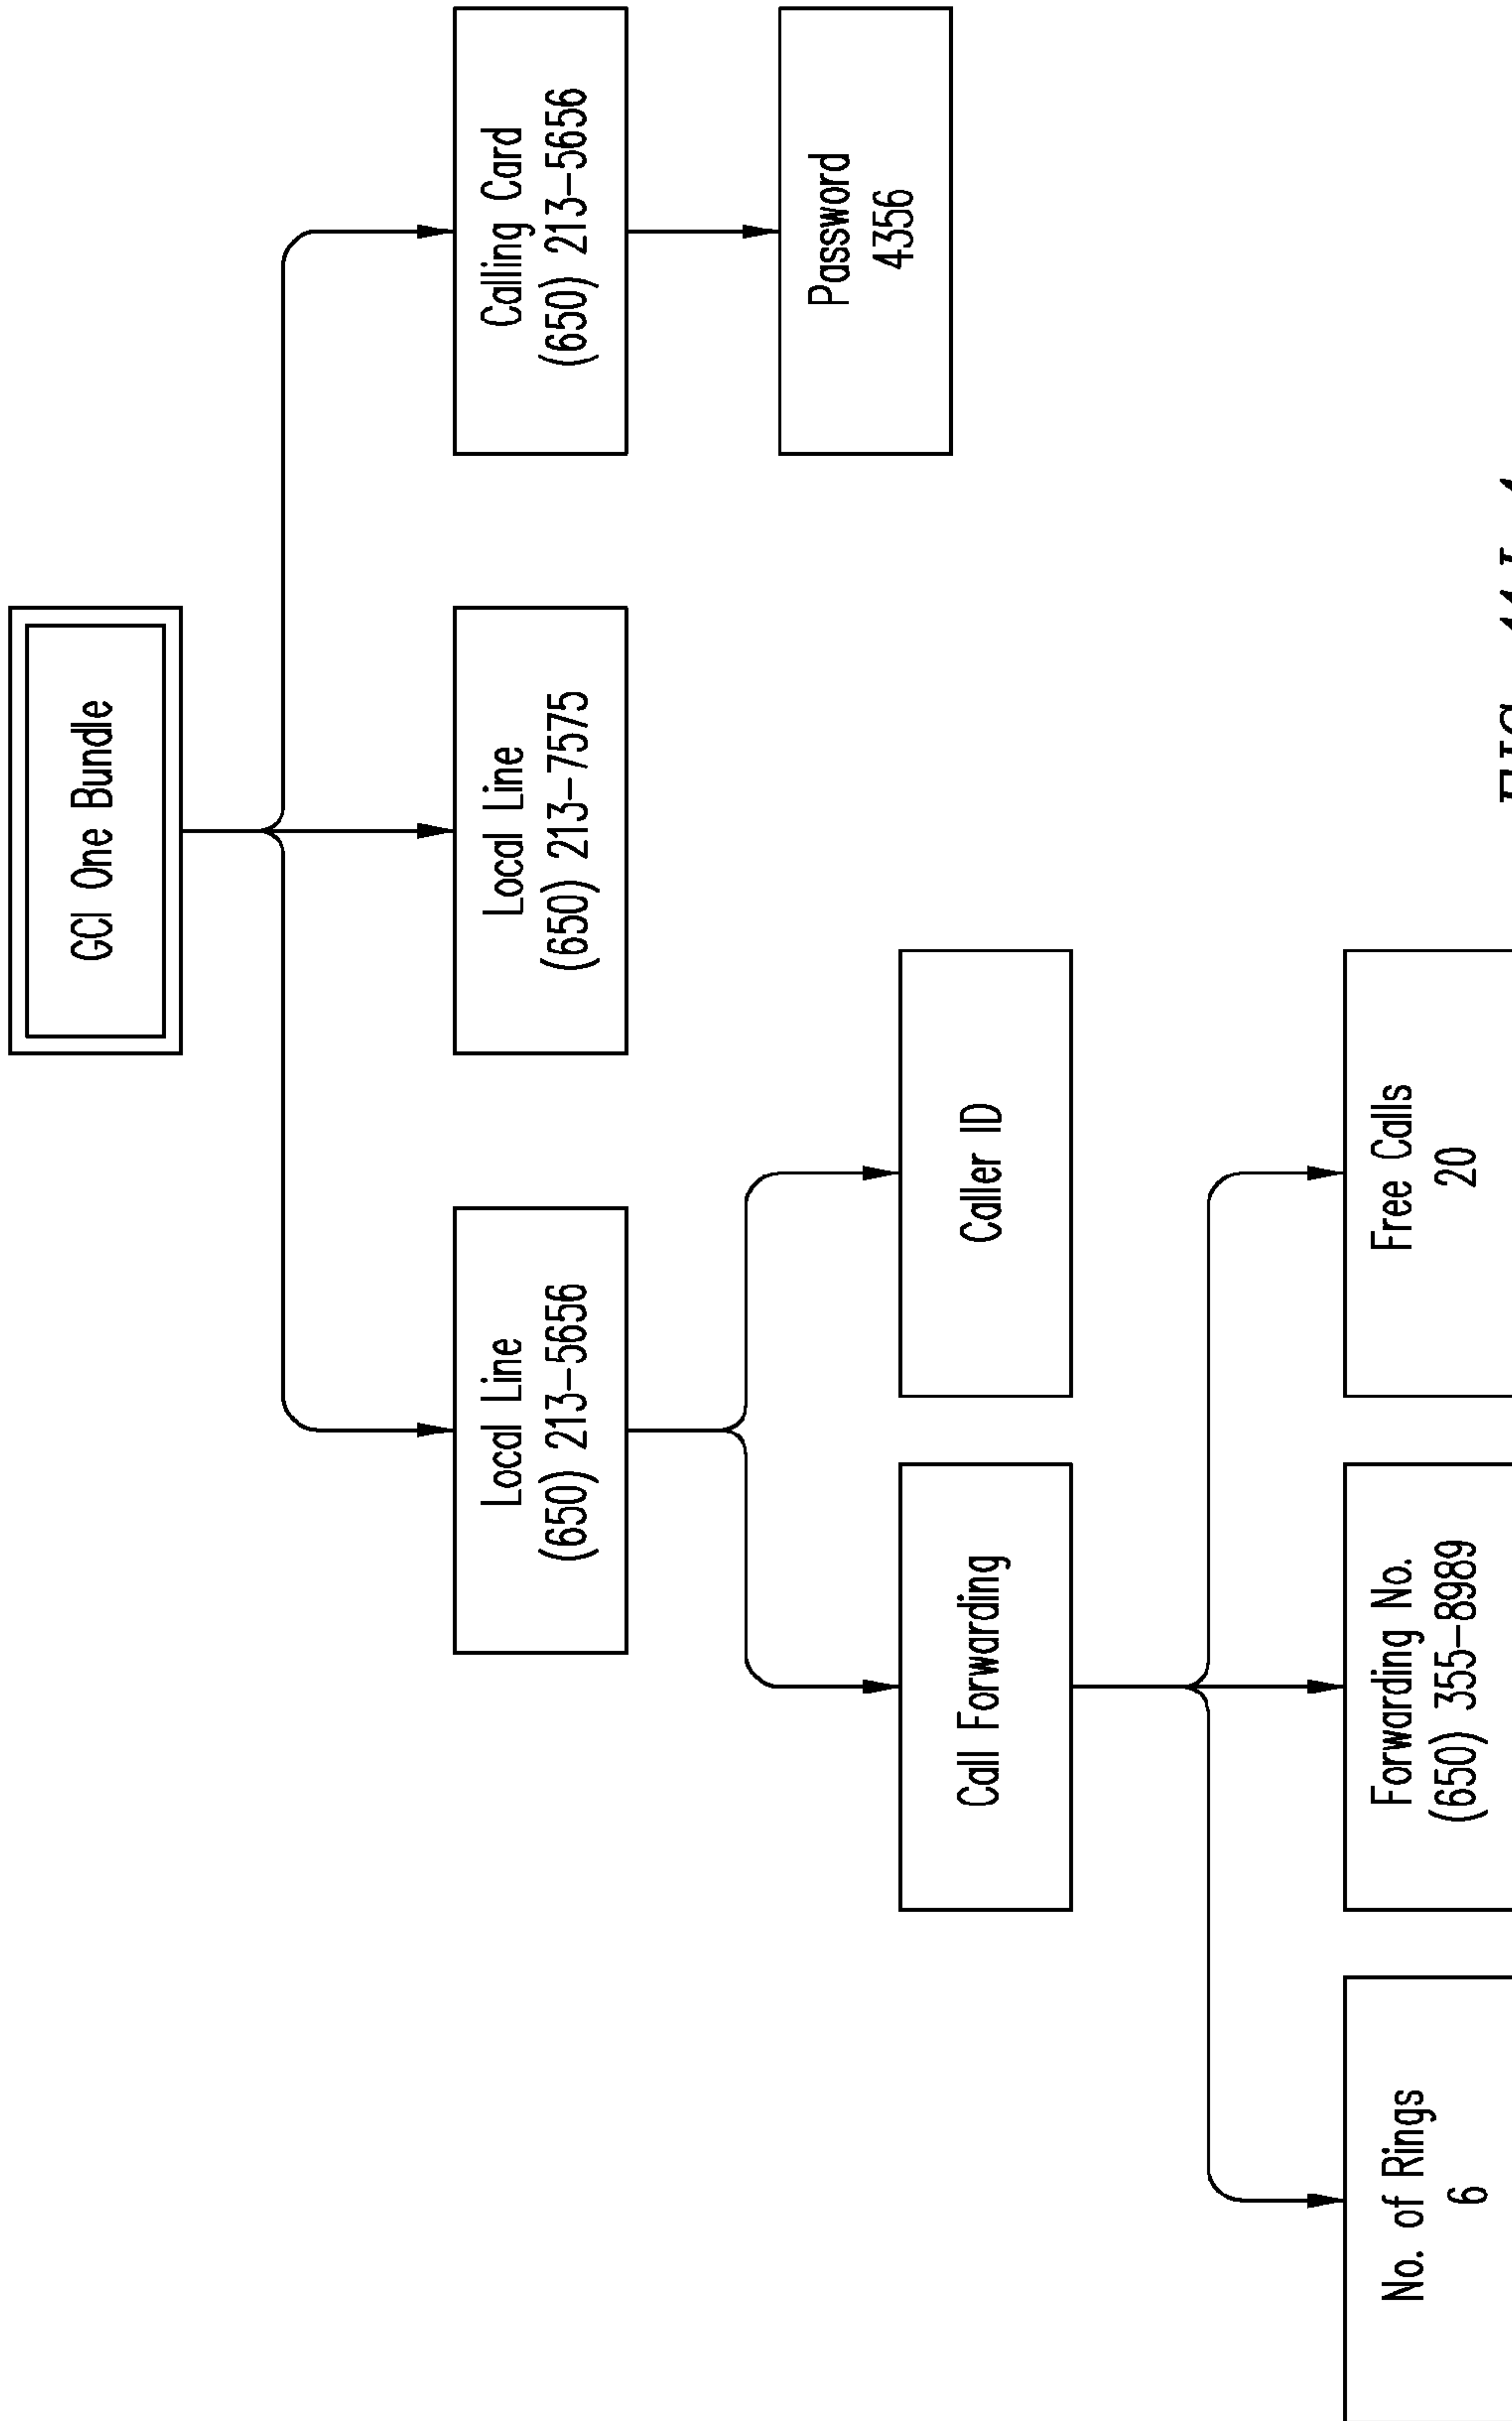 GCI One Bundle
Local Line
(650) 213-5656
Local Line
(650) 213-7575
Calling Card
(650) 213-5656
Call Forwarding
Caller ID
Password
4356
No. of Rings
6
Forwarding No.
(650) 355-8989
Free Calls
20